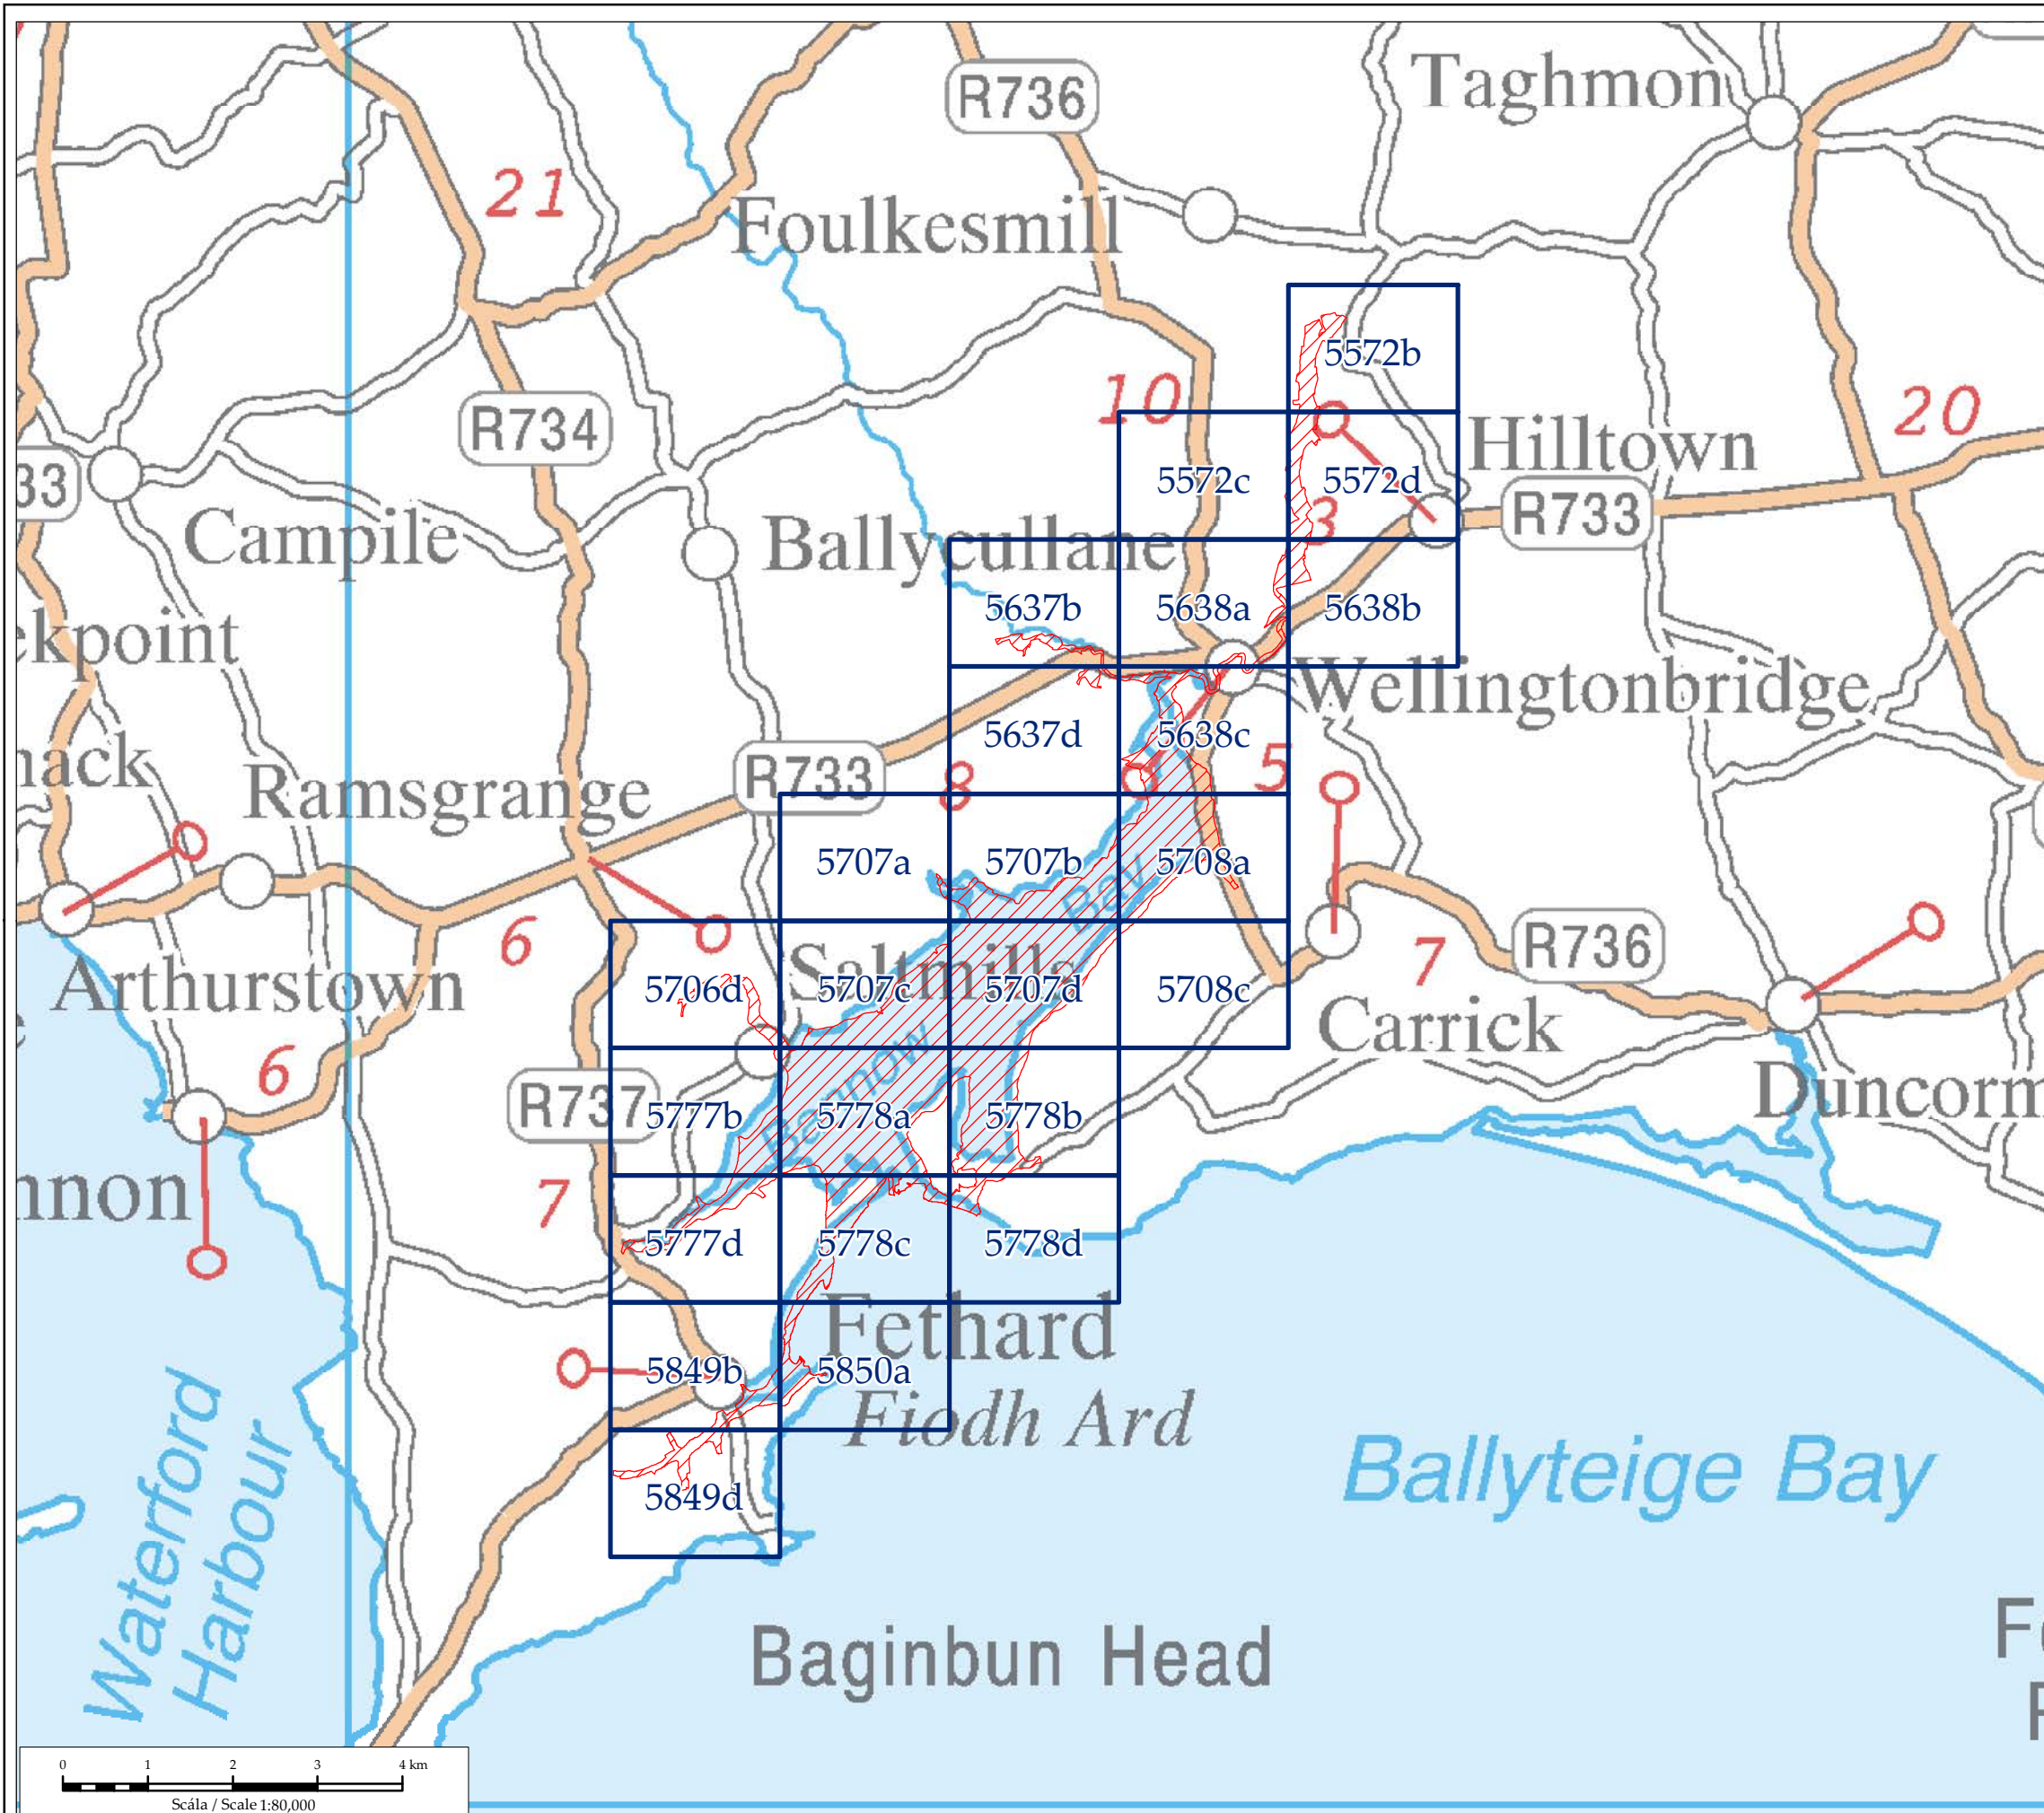 R736
Taghmon
21
Foulkesmill
5572b
10
20
R734
Hilltown
33
5572c
5572d
R733
3
Campile
Ballycullane
5637b
5638a
5638b
kpoint
Wellingtonbridge
5637d
5638c
nack
Ramsgrange
R733
8
5
5707a
5707b
5708a
Bay
6
R736
7
Saltmills
5706d
5707c
5707d
5708c
Arthurstown
Carrick
6
Bannow
R737
5777b
5778a
5778b
Duncorm
nnon
7
5777d
5778c
5778d
Fethard
5849b
5850a
Fiodh Ard
Waterford
Harbour
Ballyteige Bay
5849d
Baginbun Head
F
0 1 2 3 4 km
Scála / Scale 1:80,000